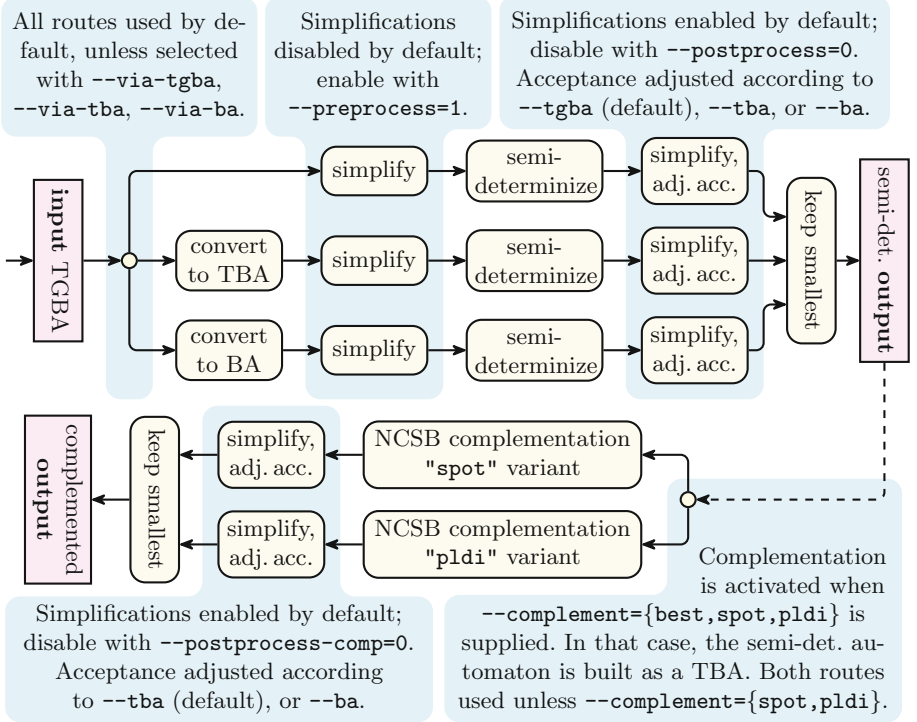 All routes used by de-
fault, unless selected
with --via-tgba,
--via-tba, --via-ba.
Simplifications
disabled by default;
enable with
--preprocess=1.
Simplifications enabled by default;
disable with --postprocess=0.
Acceptance adjusted according to
--tgba (default), --tba, or --ba.
input TGBA
simplify
semi-
determinize
simplify,
adj. acc.
convert
to TBA
simplify
semi-
determinize
simplify,
adj. acc.
convert
to BA
simplify
semi-
determinize
simplify,
adj. acc.
keep smallest
semi-det. output
complemented
output
keep smallest
simplify,
adj. acc.
NCSB complementation
"spot" variant
simplify,
adj. acc.
NCSB complementation
"pldi" variant
Simplifications enabled by default;
disable with --postprocess-comp=0.
Acceptance adjusted according
to --tba (default), or --ba.
Complementation
is activated when
--complement={best,spot,pldi} is
supplied. In that case, the semi-det. au-
tomaton is built as a TBA. Both routes
used unless --complement={spot,pldi}.